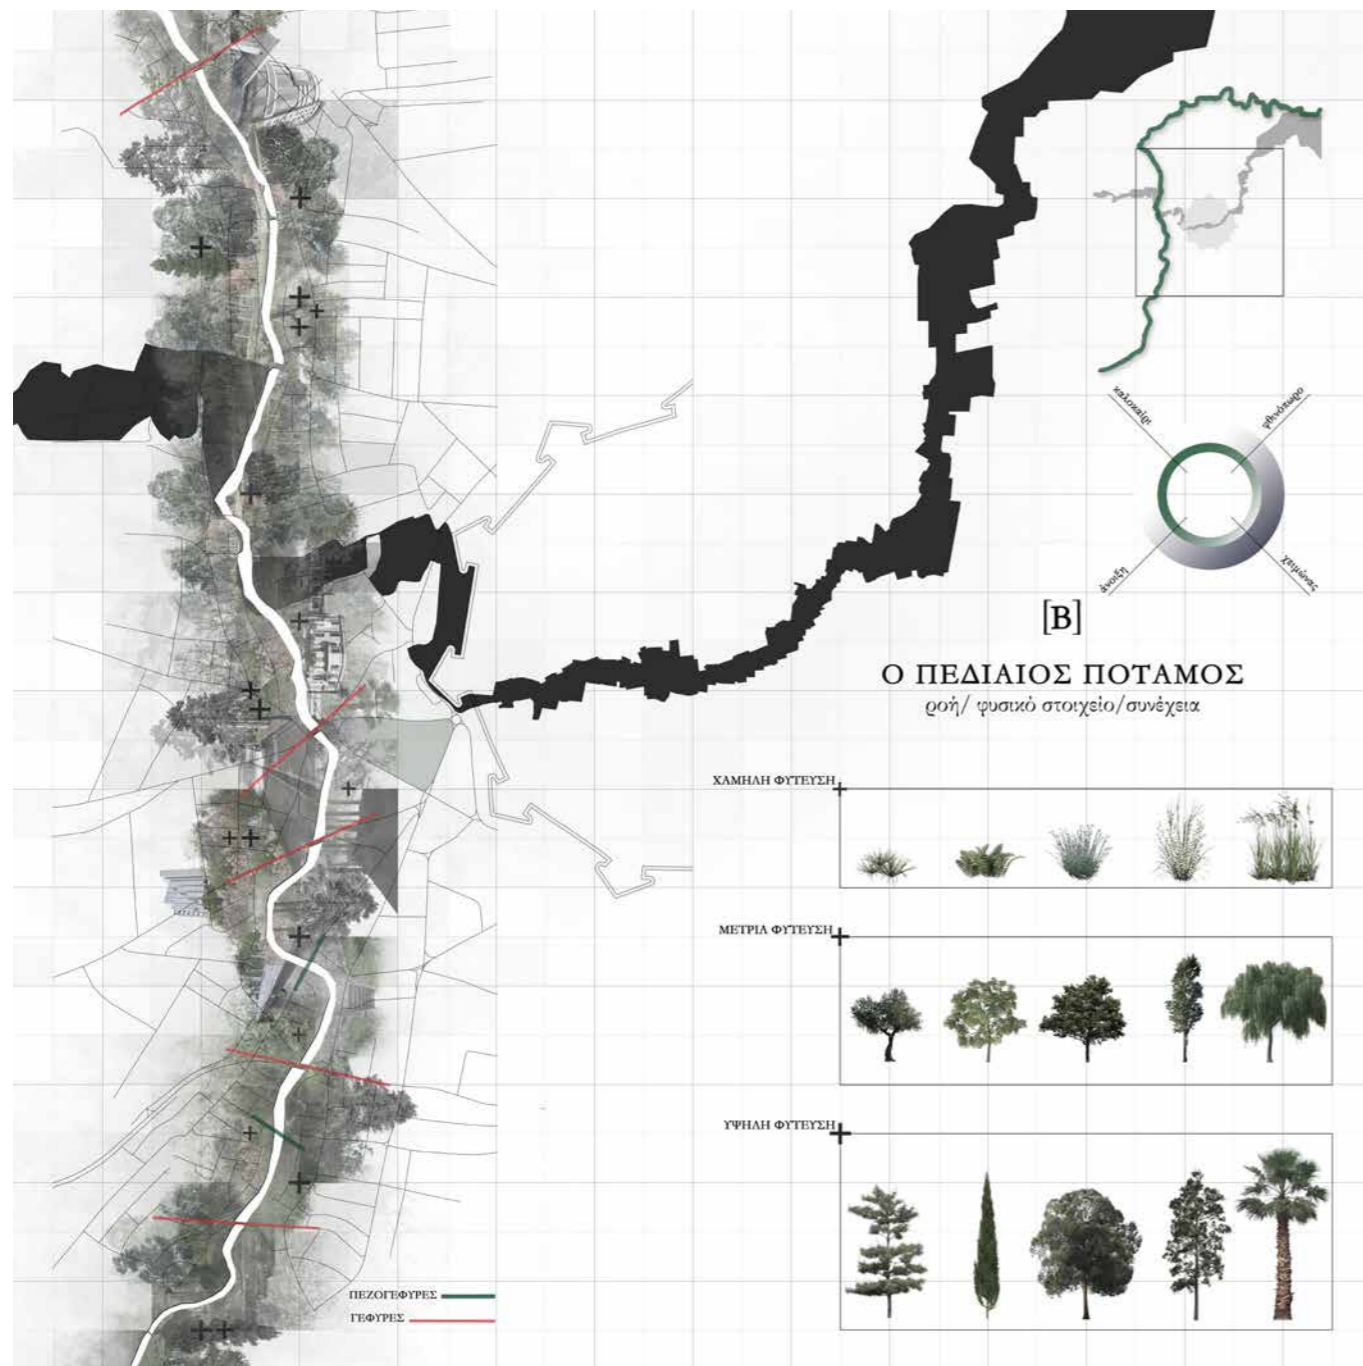 καλοκαίρι
φθινόπωρο
άνοιξη
χειμώνας
[Β]
Ο ΠΕΔΙΑΙΟΣ ΠΟΤΑΜΟΣ
ροή/ φυσικό στοιχείο/συνέχεια
ΧΑΜΗΛΗ ΦΥΤΕΥΣΗ
ΜΕΤΡΙΑ ΦΥΤΕΥΣΗ
ΥΨΗΛΗ ΦΥΤΕΥΣΗ
ΠΕΖΟΓΕΦΥΡΕΣ
ΓΕΦΥΡΕΣ